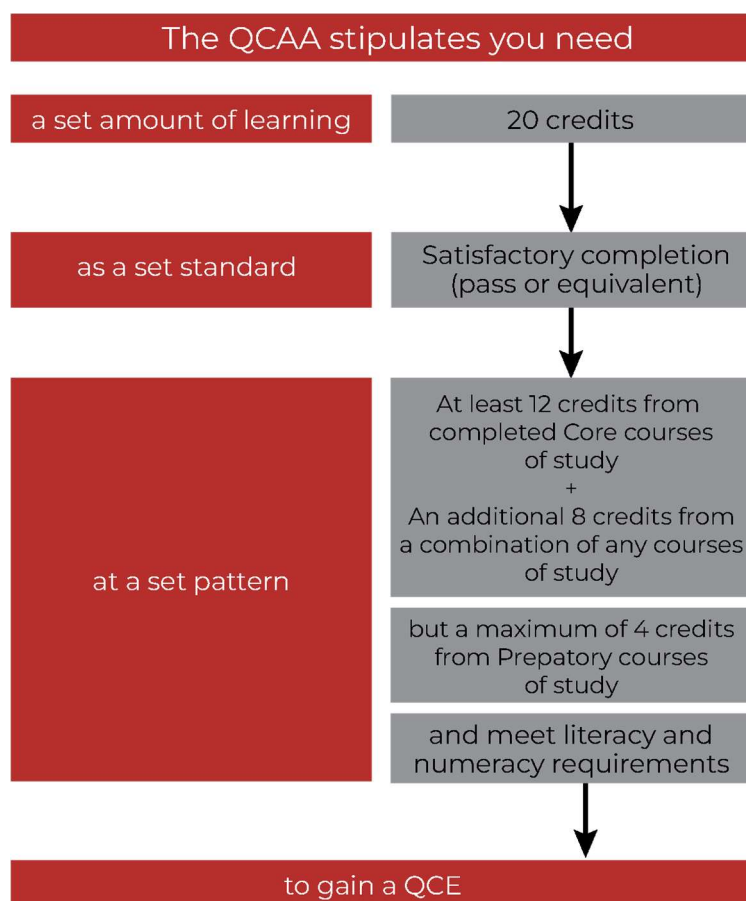 The QCAA stipulates you need
a set amount of learning
20 credits
as a set standard
Satisfactory completion
(pass or equivalent)
at a set pattern
At least 12 credits from
completed Core courses
of study
+
An additional 8 credits from
a combination of any courses
of study
but a maximum of 4 credits
from Prepatory courses
of study
and meet literacy and
numeracy requirements
to gain a QCE